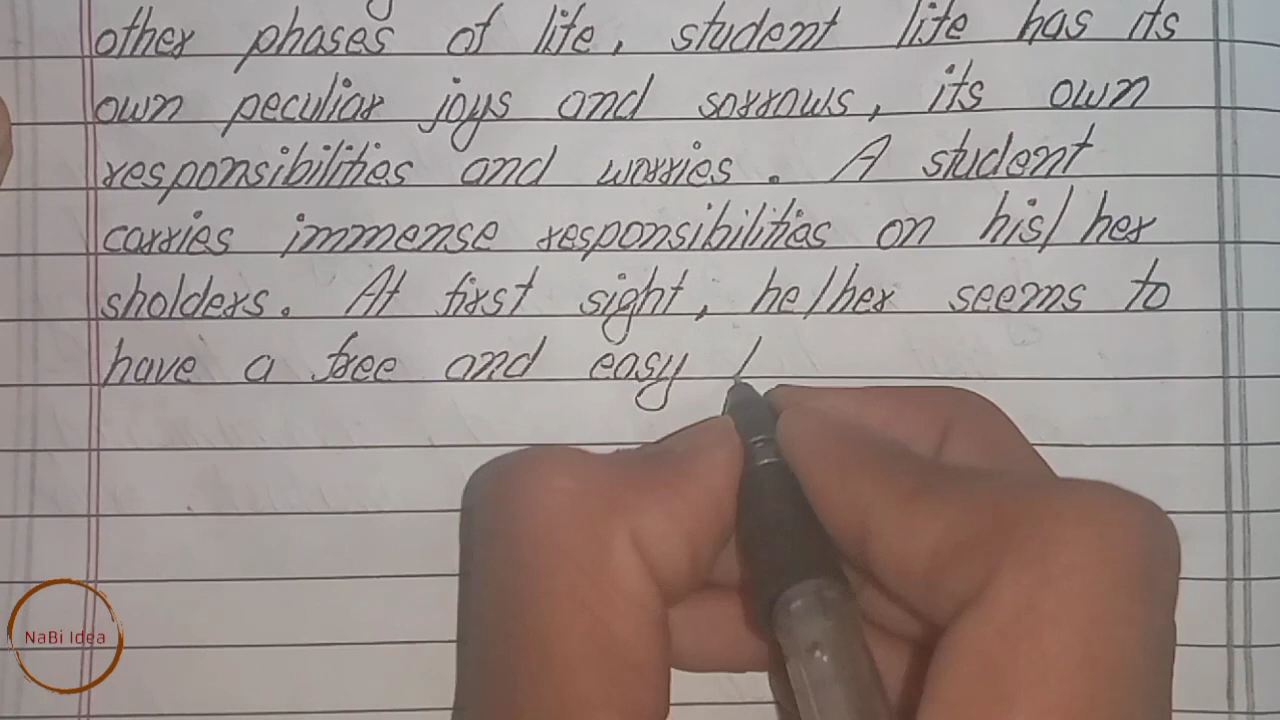 other phases of life, student life has its
own peculiar joys and sorrows, its own
responsibilities and worries. A student
carries immense responsibilities on his/her
sholders. At first sight, he/her seems to
have a free and easy l
NaBi Idea